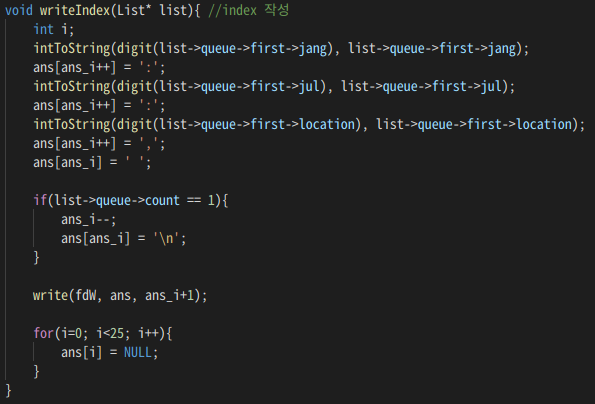 void writeIndex(List* list){ //index 작성
    int i;
    intToString(digit(list->queue->first->jang), list->queue->first->jang);
    ans[ans_i++] = ':';
    intToString(digit(list->queue->first->jul), list->queue->first->jul);
    ans[ans_i++] = ':';
    intToString(digit(list->queue->first->location), list->queue->first->location);
    ans[ans_i++] = ',';
    ans[ans_i] = ' ';

    if(list->queue->count == 1){
        ans_i--;
        ans[ans_i] = '\n';
    }

    write(fdW, ans, ans_i+1);

    for(i=0; i<25; i++){
        ans[i] = NULL;
    }
}